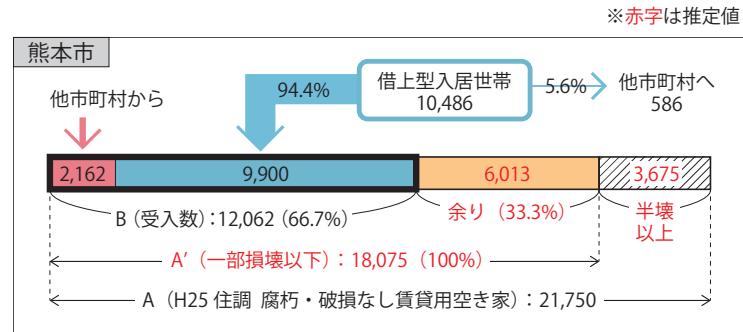 ※赤字は推定値
熊本市
他市町村から
94.4%
借上型入居世帯
10,486
5.6%
他市町村へ
586
2,162
9,900
6,013
3,675
B（受入数）：12,062（66.7%）
余り（33.3%）
半壊
以上
A’（一部損壊以下）：18,075（100%）
A（H25 住調 腐朽・破損なし賃貸用空き家）：21,750